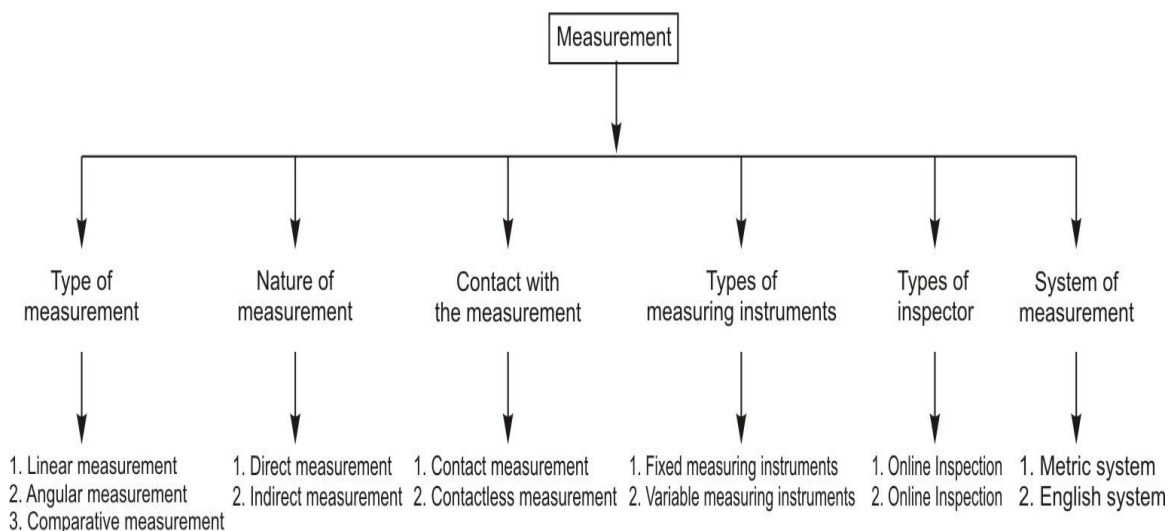 Measurement
Type of
measurement
Nature of
measurement
Contact with
the measurement
Types of
measuring instruments
Types of
inspector
System of
measurement
1. Linear measurement
2. Angular measurement
3. Comparative measurement
1. Direct measurement
2. Indirect measurement
1. Contact measurement
2. Contactless measurement
1. Fixed measuring instruments
2. Variable measuring instruments
1. Online Inspection
2. Online Inspection
1. Metric system
2. English system